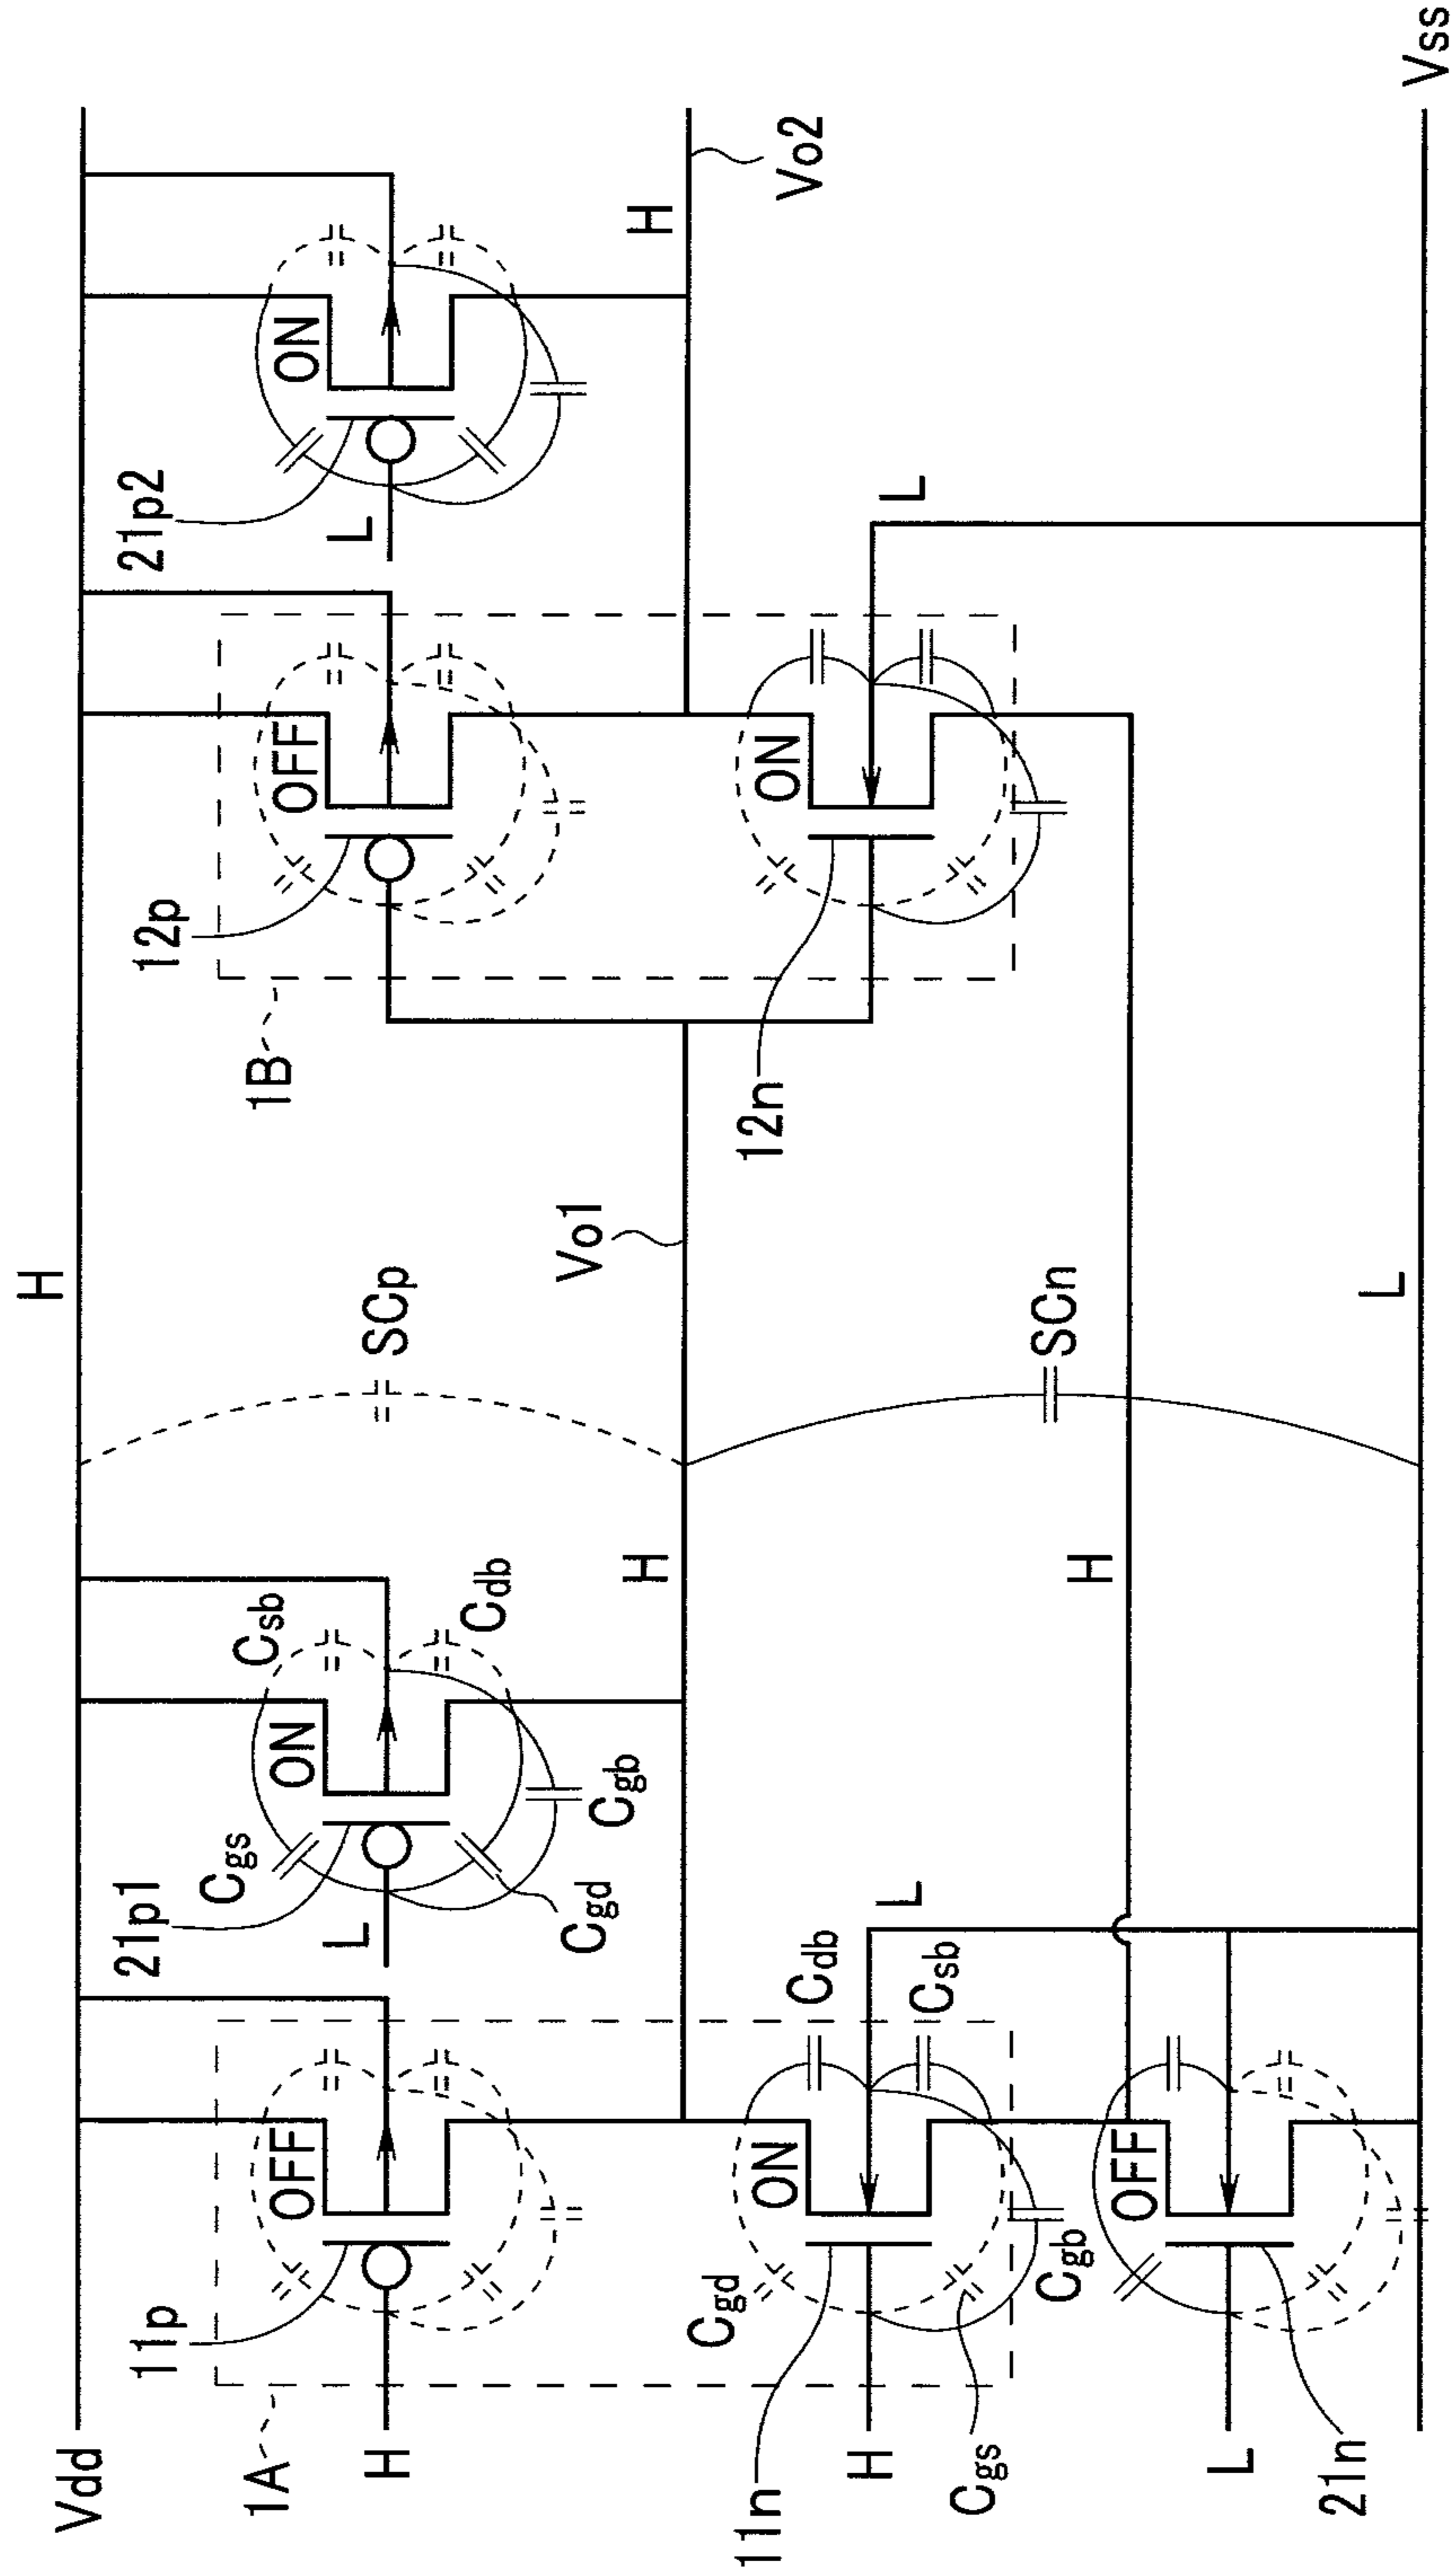 Vdd
H
Vss
1A
11p
OFF
H
21p1
L
ON
Cgs
Csb
Cdb
Cgb
Cgd
SCp
1B
12p
OFF
21p2
L
ON
H
Vo1
H
Vo2
H
11n
H
ON
Cgd
Cdb
Csb
Cgb
Cgs
L
SCn
12n
ON
L
H
21n
L
OFF
L